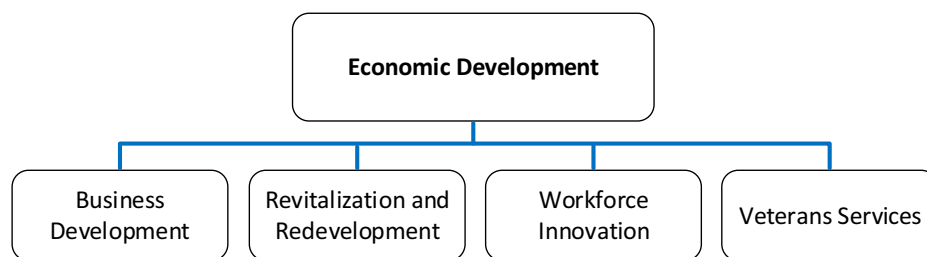 Economic Development
Business
Development
Revitalization and
Redevelopment
Workforce
Innovation
Veterans Services